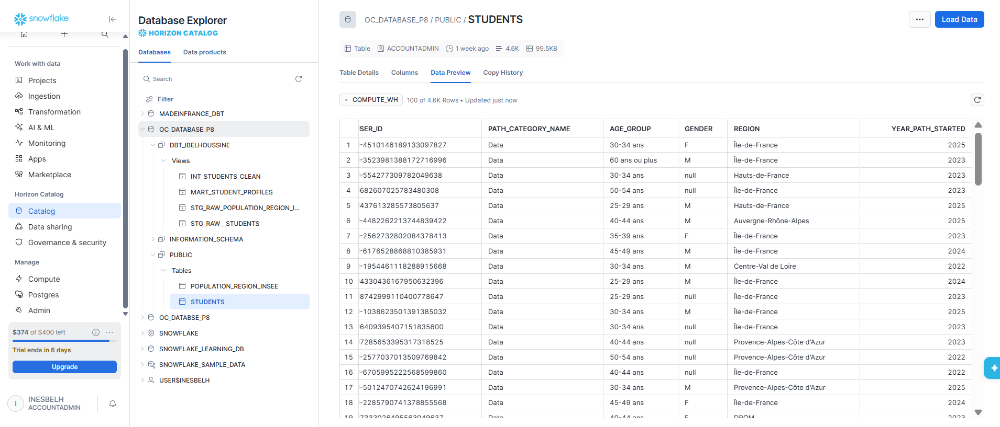 snowflake
Work with data
Projects
Ingestion
Transformation
AI & ML
Monitoring
Apps
Marketplace
Horizon Catalog
Catalog
Data sharing
Governance & security
Manage
Compute
Postgres
Admin
$374 of $400 left
Trial ends in 6 days
Upgrade
I
INESBELH
ACCOUNTADMIN
Database Explorer
HORIZON CATALOG
Databases Data products
Search
Filter
MADEINFRANCE_DBT
OC_DATABASE_P8
DBT_IBELHOUSSINE
Views
INT_STUDENTS_CLEAN
MART_STUDENT_PROFILES
STG_RAW_POPULATION_REGION_I...
STG_RAW__STUDENTS
INFORMATION_SCHEMA
PUBLIC
Tables
POPULATION_REGION_INSEE
STUDENTS
OC_DATABSE_P8
SNOWFLAKE
SNOWFLAKE_LEARNING_DB
SNOWFLAKE_SAMPLE_DATA
USER$INESBELH
OC_DATABASE_P8 / PUBLIC / STUDENTS
... Load Data
Table ACCOUNTADMIN 1 week ago 4.6K 99.5KB
Table Details Columns Data Preview Copy History
COMPUTE_WH 100 of 4.6K Rows • Updated just now
SER_ID PATH_CATEGORY_NAME AGE_GROUP GENDER REGION YEAR_PATH_STARTED
1 -4510146189133097827 Data 30-34 ans F Île-de-France 2025
2 -3523981388172716996 Data 60 ans ou plus M Île-de-France 2023
3 -554277309782049638 Data 30-34 ans null Hauts-de-France 2023
4 682607025783480308 Data 50-54 ans null Île-de-France 2023
5 437613285573805637 Data 25-29 ans M Hauts-de-France 2025
6 -4482262213744839422 Data 40-44 ans M Auvergne-Rhône-Alpes 2025
7 -2562732802084378413 Data 35-39 ans F Île-de-France 2023
8 -6176528868810385931 Data 45-49 ans M Île-de-France 2024
9 -1954461118288915668 Data 30-34 ans M Centre-Val de Loire 2022
10 4330436167950632396 Data 25-29 ans M Île-de-France 2024
11 8742999110400778647 Data 25-29 ans null Île-de-France 2023
12 -1038623501391385032 Data 30-34 ans M Île-de-France 2025
13 6409395407151835600 Data 30-34 ans null Île-de-France 2023
14 7285653395317318525 Data 40-44 ans null Provence-Alpes-Côte d'Azur 2023
15 -2577037013509769842 Data 50-54 ans null Provence-Alpes-Côte d'Azur 2022
16 -6705995222568599860 Data 40-44 ans null Île-de-France 2022
17 -5012470742624196991 Data 30-34 ans M Provence-Alpes-Côte d'Azur 2025
18 -2285790741378855568 Data 45-49 ans F Île-de-France 2024
19 73330264955630​49637 Data 40-44 ans F DROM 2023